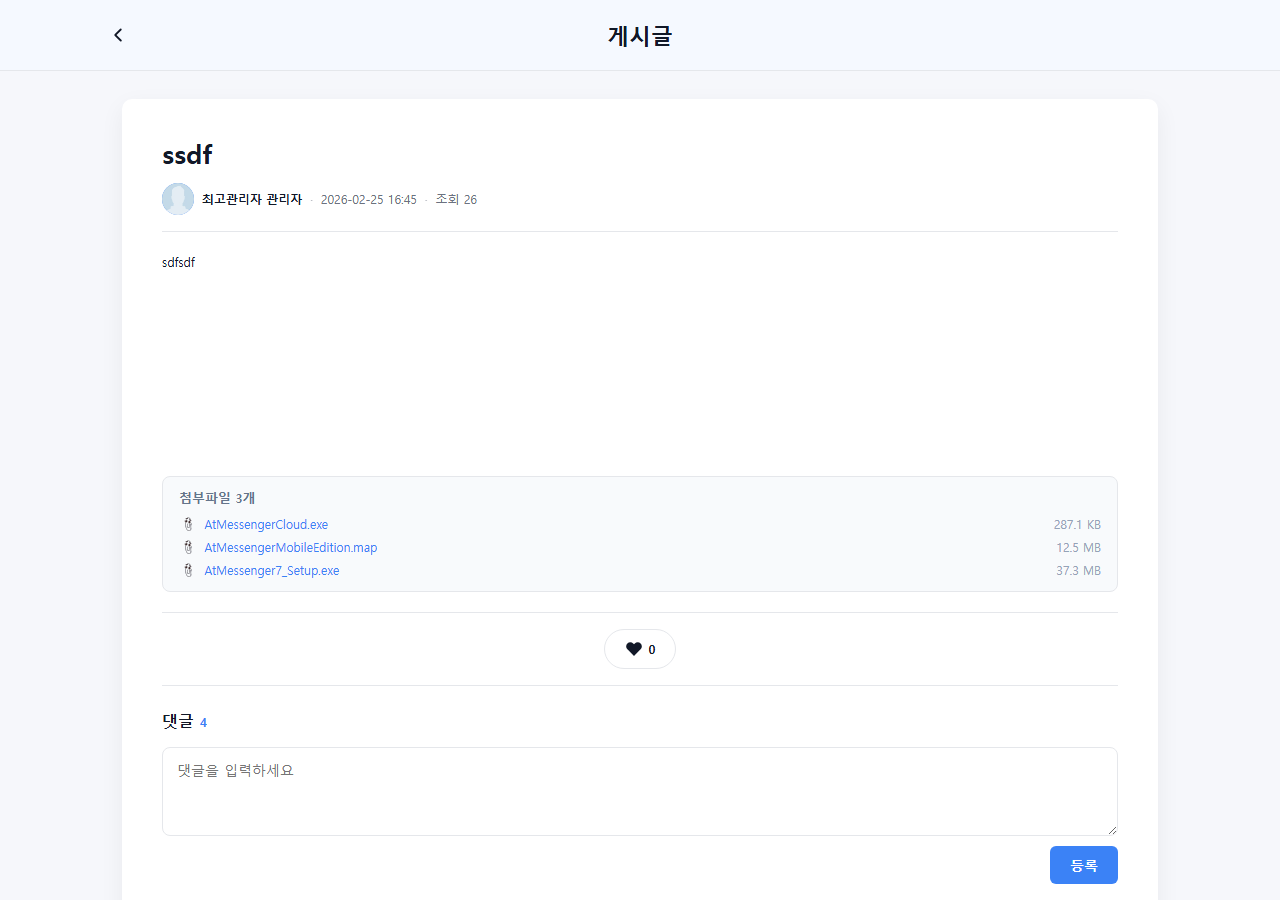 게시글
ssdf
최고관리자 관리자 · 2026-02-25 16:45 · 조회 26
sdfsdf
첨부파일 3개
AtMessengerCloud.exe 287.1 KB
AtMessengerMobileEdition.map 12.5 MB
AtMessenger7_Setup.exe 37.3 MB
0
댓글 4
댓글을 입력하세요
등록